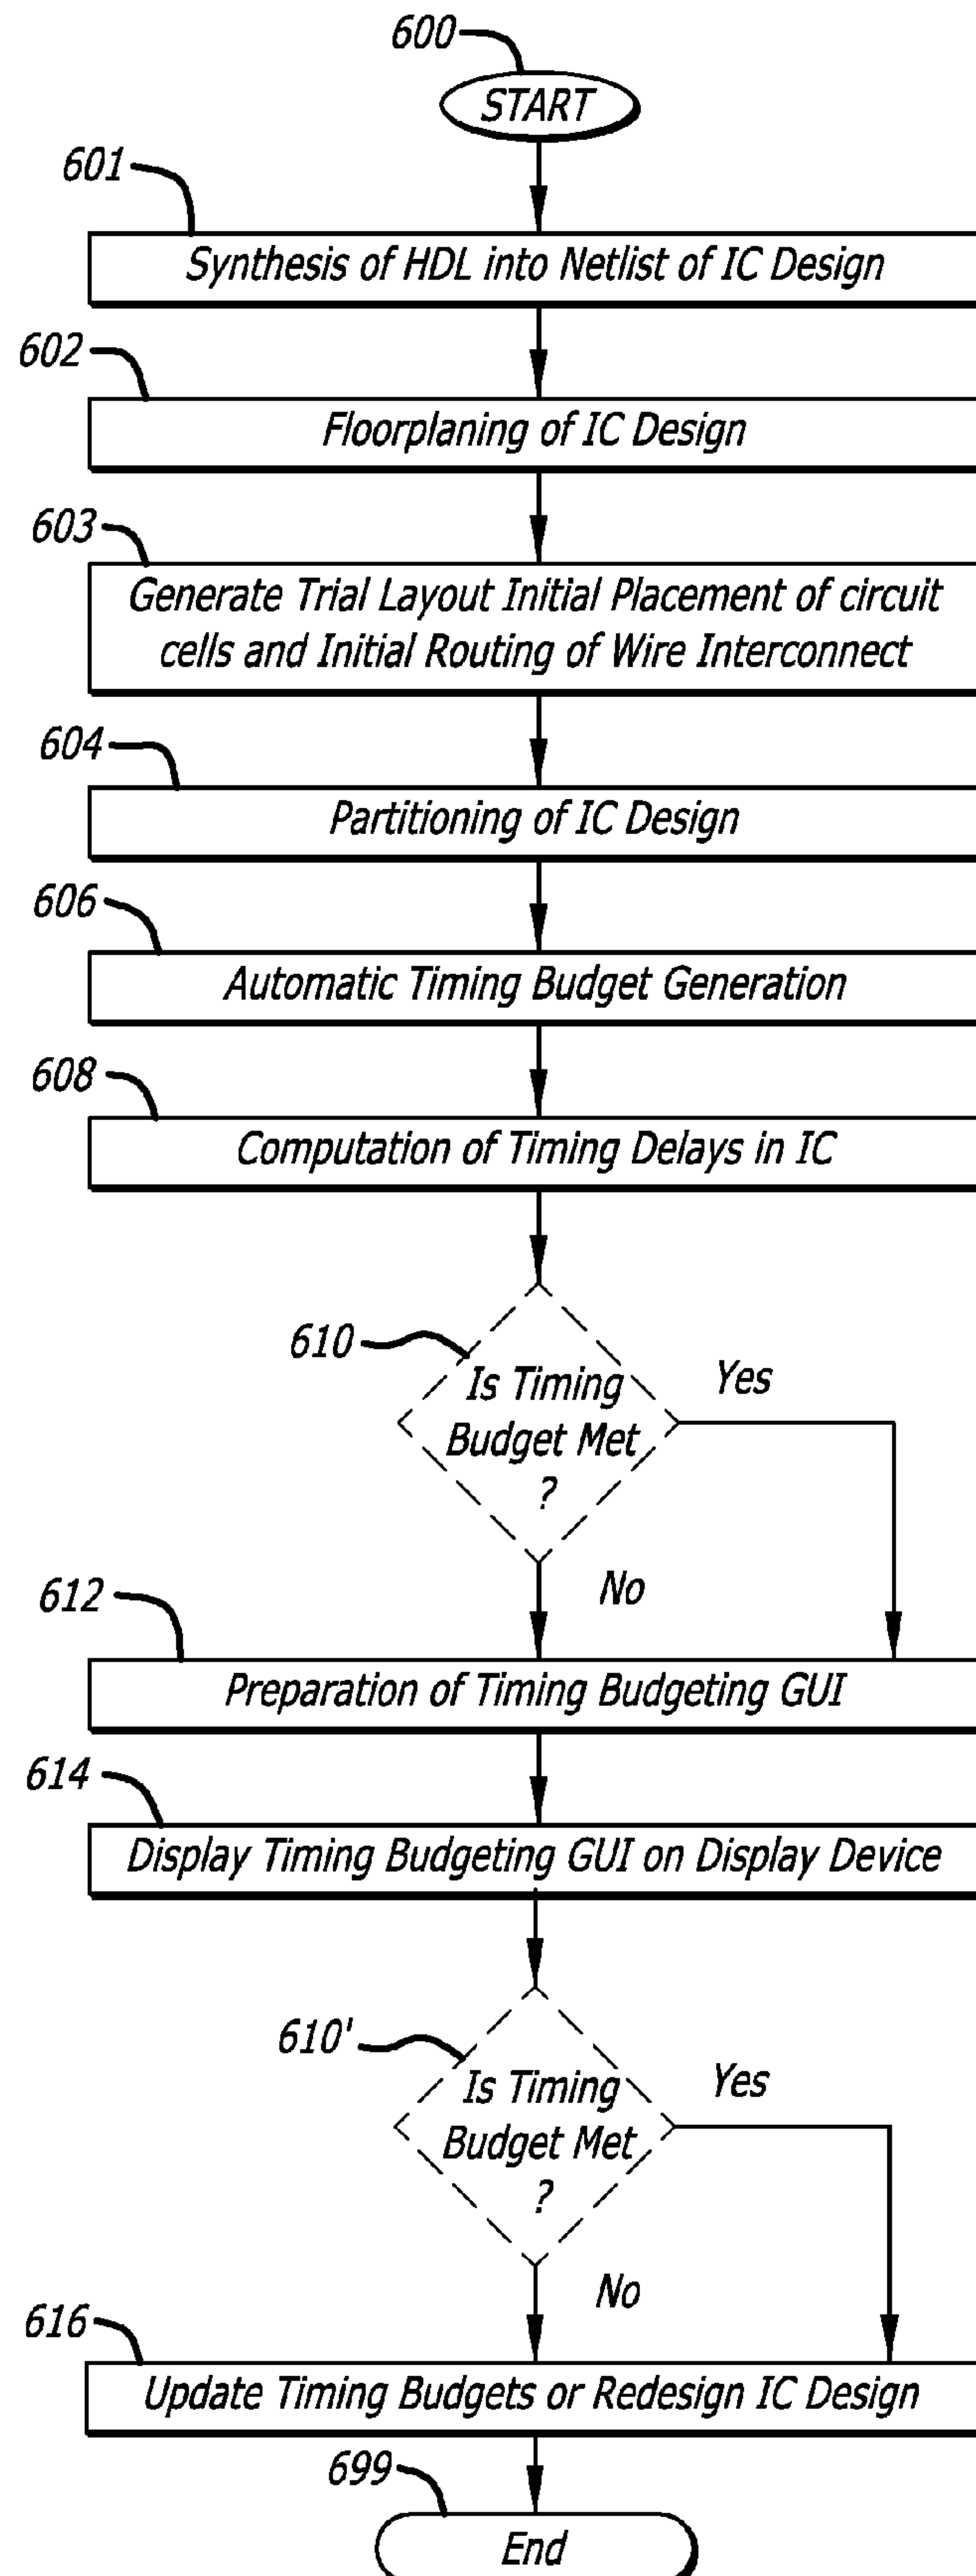 600
START
601
Synthesis of HDL into Netlist of IC Design
602
Floorplaning of IC Design
603
Generate Trial Layout Initial Placement of circuit
cells and Initial Routing of Wire Interconnect
604
Partitioning of IC Design
606
Automatic Timing Budget Generation
608
Computation of Timing Delays in IC
610
Is Timing
Budget Met
?
Yes
No
612
Preparation of Timing Budgeting GUI
614
Display Timing Budgeting GUI on Display Device
610'
Is Timing
Budget Met
?
Yes
No
616
Update Timing Budgets or Redesign IC Design
699
End